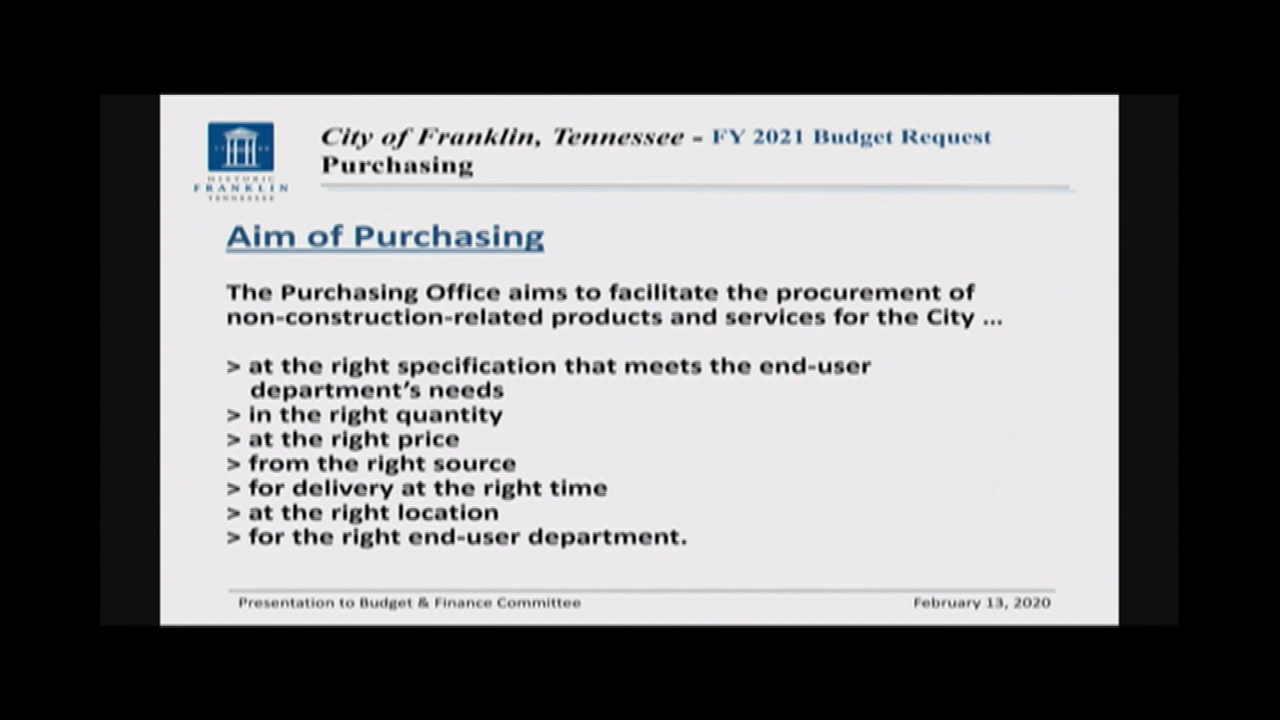 City of Franklin, Tennessee - FY 2021 Budget Request
Purchasing
HISTORIC
FRANKLIN
TENNESSEE
Aim of Purchasing
The Purchasing Office aims to facilitate the procurement of
non-construction-related products and services for the City ...
> at the right specification that meets the end-user
department's needs
> in the right quantity
> at the right price
> from the right source
> for delivery at the right time
> at the right location
> for the right end-user department.
Presentation to Budget & Finance Committee
February 13, 2020